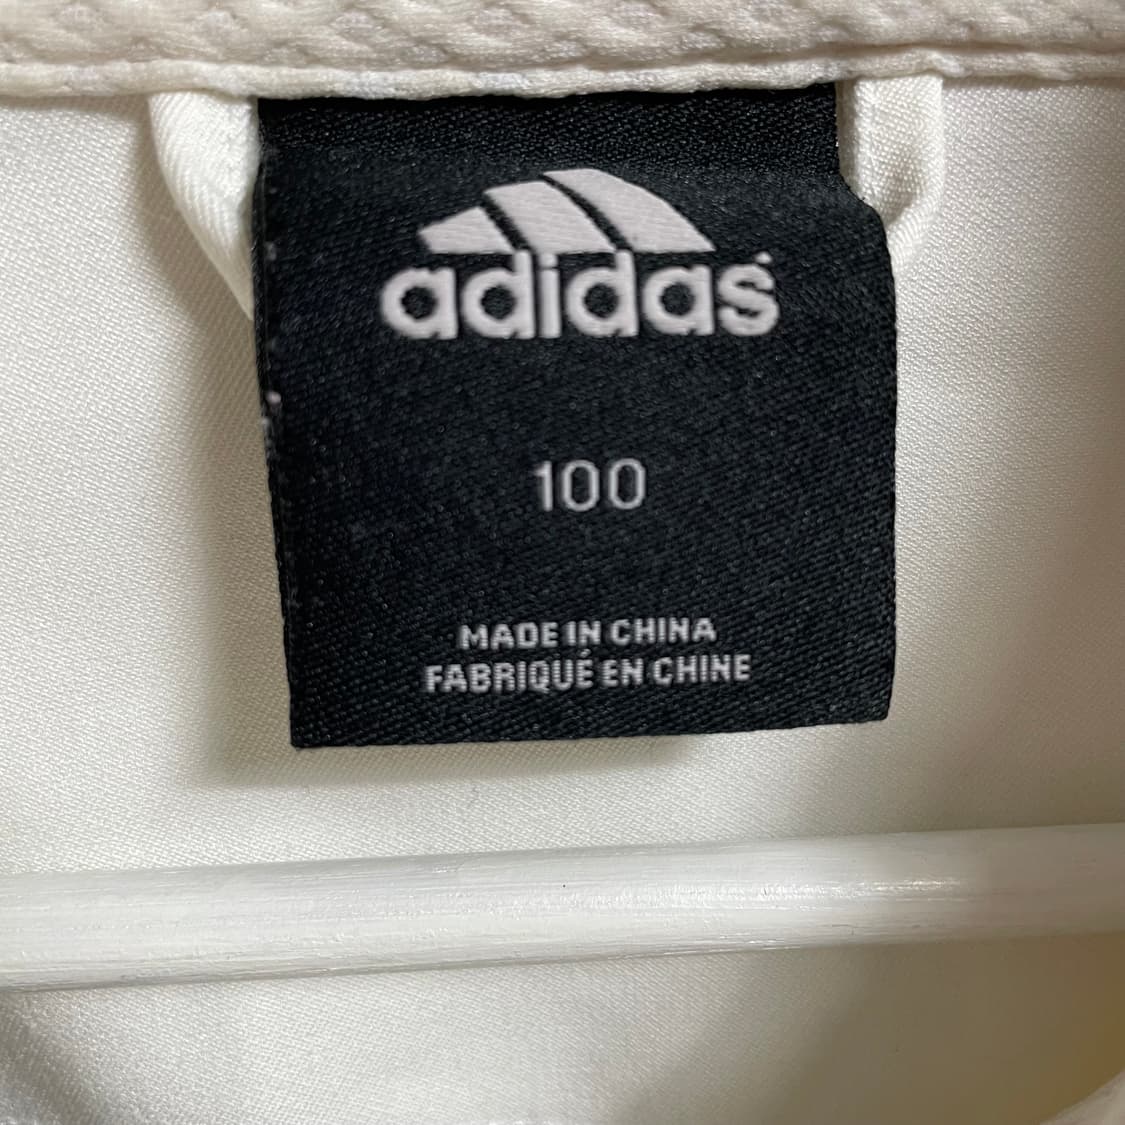 adidas
100
MADE IN CHINA
FABRIQUÉ EN CHINE